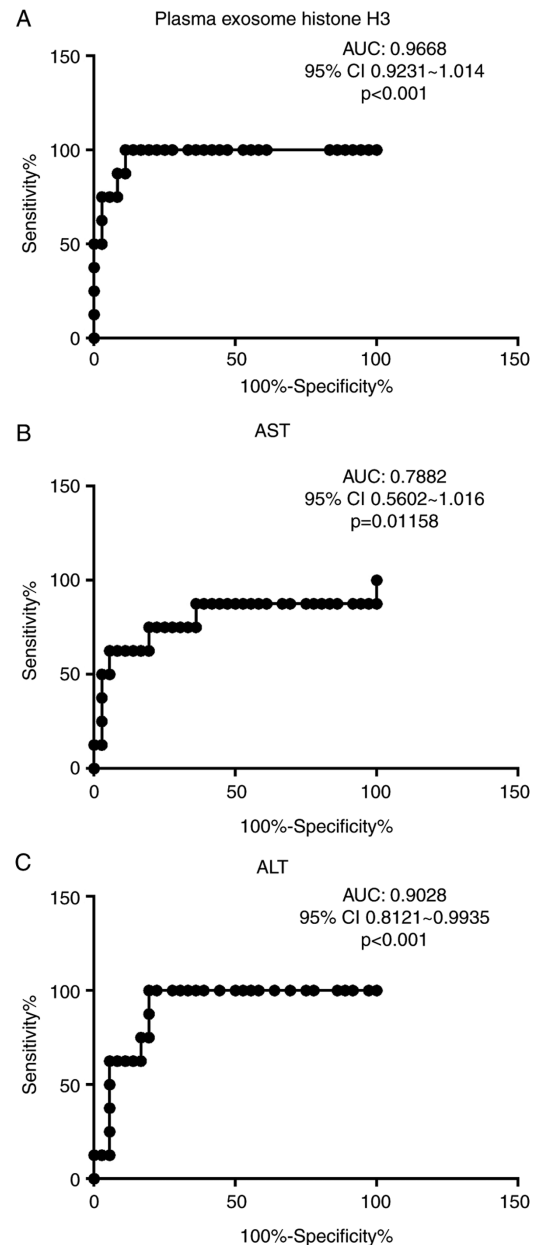 A
Plasma exosome histone H3
AUC: 0.9668
95% CI 0.9231~1.014
p<0.001
150
100
50
0
Sensitivity%
0 50 100 150
100%-Specificity%
B
AST
AUC: 0.7882
95% CI 0.5602~1.016
p=0.01158
150
100
50
0
Sensitivity%
0 50 100 150
100%-Specificity%
C
ALT
AUC: 0.9028
95% CI 0.8121~0.9935
p<0.001
150
100
50
0
Sensitivity%
0 50 100 150
100%-Specificity%